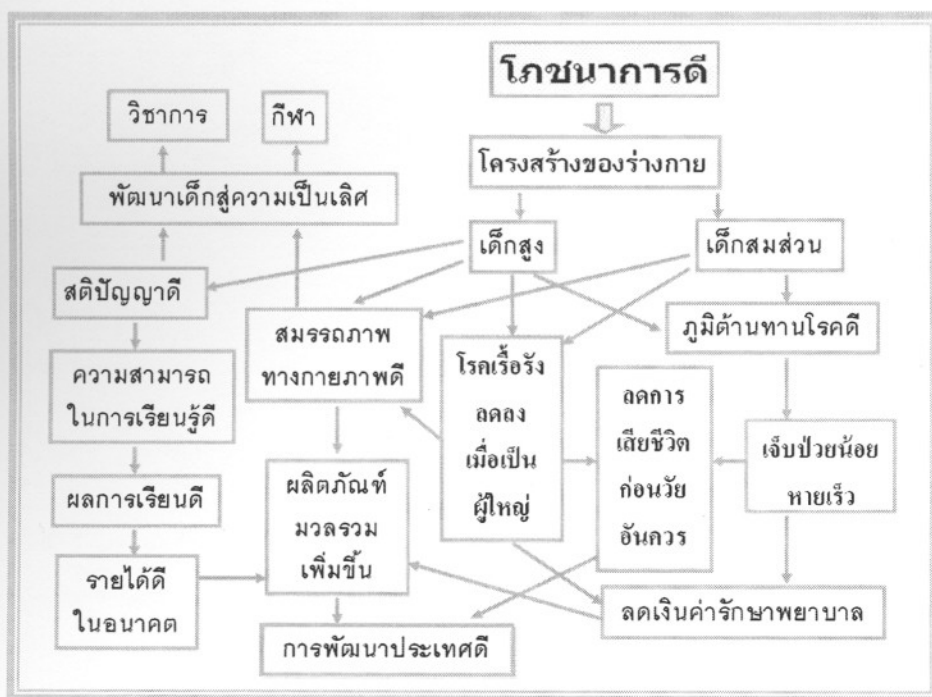 โภชนาการดี
วิชาการ
กีฬา
โครงสร้างของร่างกาย
พัฒนาเด็กสู่ความเป็นเลิศ
เด็กสูง
เด็กสมส่วน
สติปัญญาดี
สมรรถภาพ
ทางกายภาพดี
ภูมิต้านทานโรคดี
ความสามารถ
ในการเรียนรู้ดี
โรคเรื้อรัง
ลดลง
เมื่อเป็น
ผู้ใหญ่
ลดการ
เสียชีวิต
ก่อนวัย
อันควร
เจ็บป่วยน้อย
หายเร็ว
ผลการเรียนดี
ผลิตภัณฑ์
มวลรวม
เพิ่มขึ้น
รายได้ดี
ในอนาคต
ลดเงินค่ารักษาพยาบาล
การพัฒนาประเทศดี